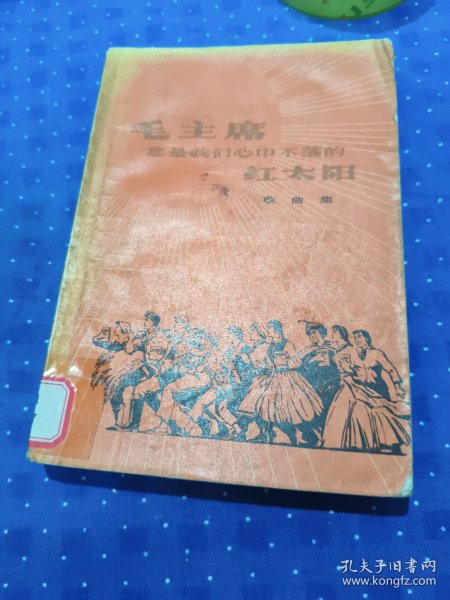 毛主席
您是我们心中不落的
红太阳
歌曲集
孔夫子旧书网
www.kongfz.com